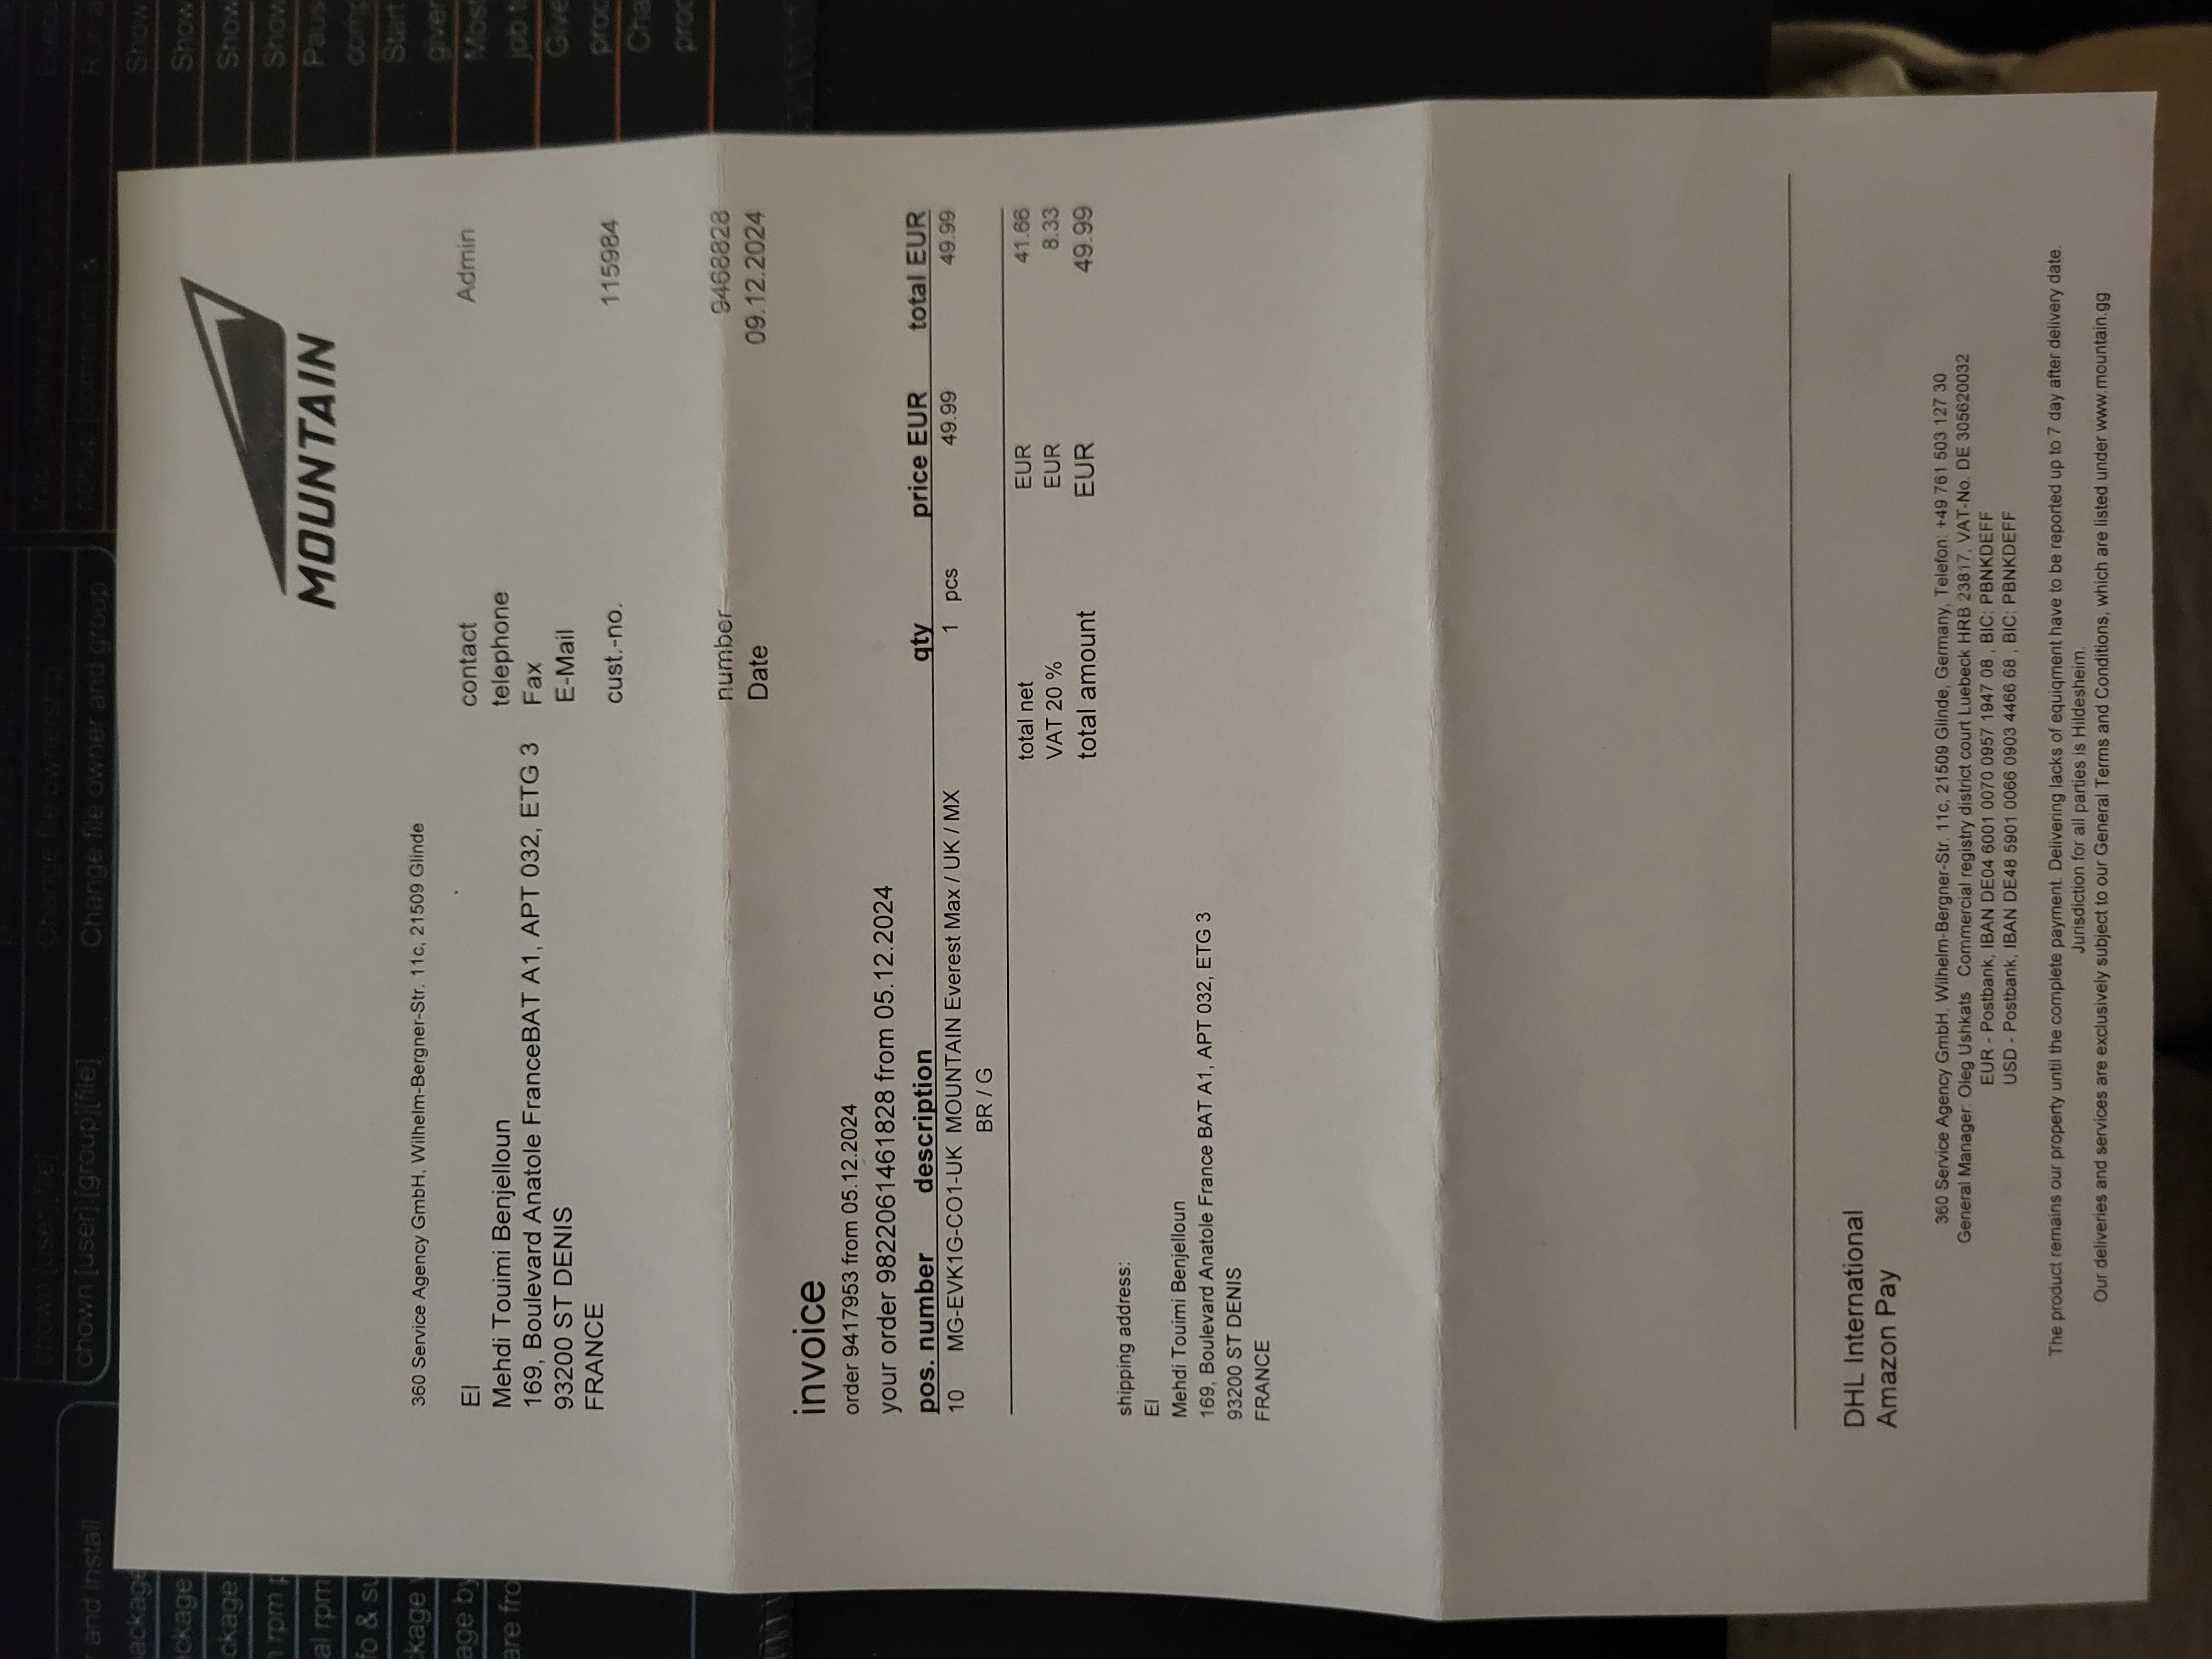 chown [user] [file] Change file ownership
chown [user]:[group] [file] Change file owner and group
nohup [command] &
and install
package
ckage
ckage
rpm
al rpm
fo & su
ckage
age by
are fro
Show
Show
Show
Show
Paus
comp
Start
given
Most
job t
Give
proc
Cha
proc
MOUNTAIN
360 Service Agency GmbH, Wilhelm-Bergner-Str. 11c, 21509 Glinde
El
Mehdi Touimi Benjelloun
169, Boulevard Anatole FranceBAT A1, APT 032, ETG 3
93200 ST DENIS
FRANCE
contact Admin
telephone
Fax
E-Mail
cust.-no. 115984
number 9468828
Date 09.12.2024
invoice
order 9417953 from 05.12.2024
your order 9822061461828 from 05.12.2024
pos. number description qty price EUR total EUR
10 MG-EVK1G-CO1-UK MOUNTAIN Everest Max / UK / MX 1 pcs 49.99 49.99
BR / G
total net EUR 41.66
VAT 20 % EUR 8.33
total amount EUR 49.99
shipping address:
El
Mehdi Touimi Benjelloun
169, Boulevard Anatole France BAT A1, APT 032, ETG 3
93200 ST DENIS
FRANCE
DHL International
Amazon Pay
360 Service Agency GmbH, Wilhelm-Bergner-Str. 11c, 21509 Glinde, Germany, Telefon: +49 761 503 127 30
General Manager: Oleg Ushkats Commercial registry district court Luebeck HRB 23817, VAT-No. DE 305620032
EUR - Postbank, IBAN DE04 6001 0070 0957 1947 08 , BIC: PBNKDEFF
USD - Postbank, IBAN DE48 5901 0066 0903 4466 68 , BIC: PBNKDEFF
The product remains our property until the complete payment. Delivering lacks of equiqment have to be reported up to 7 day after delivery date.
Jurisdiction for all parties is Hildesheim.
Our deliveries and services are exclusively subject to our General Terms and Conditions, which are listed under www.mountain.gg